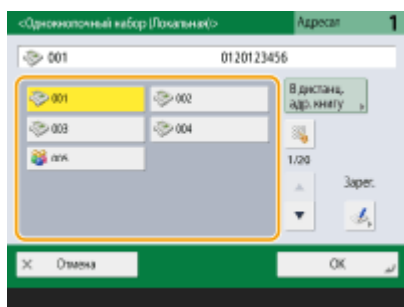 <Однокнопочный набор (Локальная)>
Адресат 1
001 0120123456
001
002
В дистанц.
адр. книгу
003
004
005
1/20
Зарег.
Отмена
OK